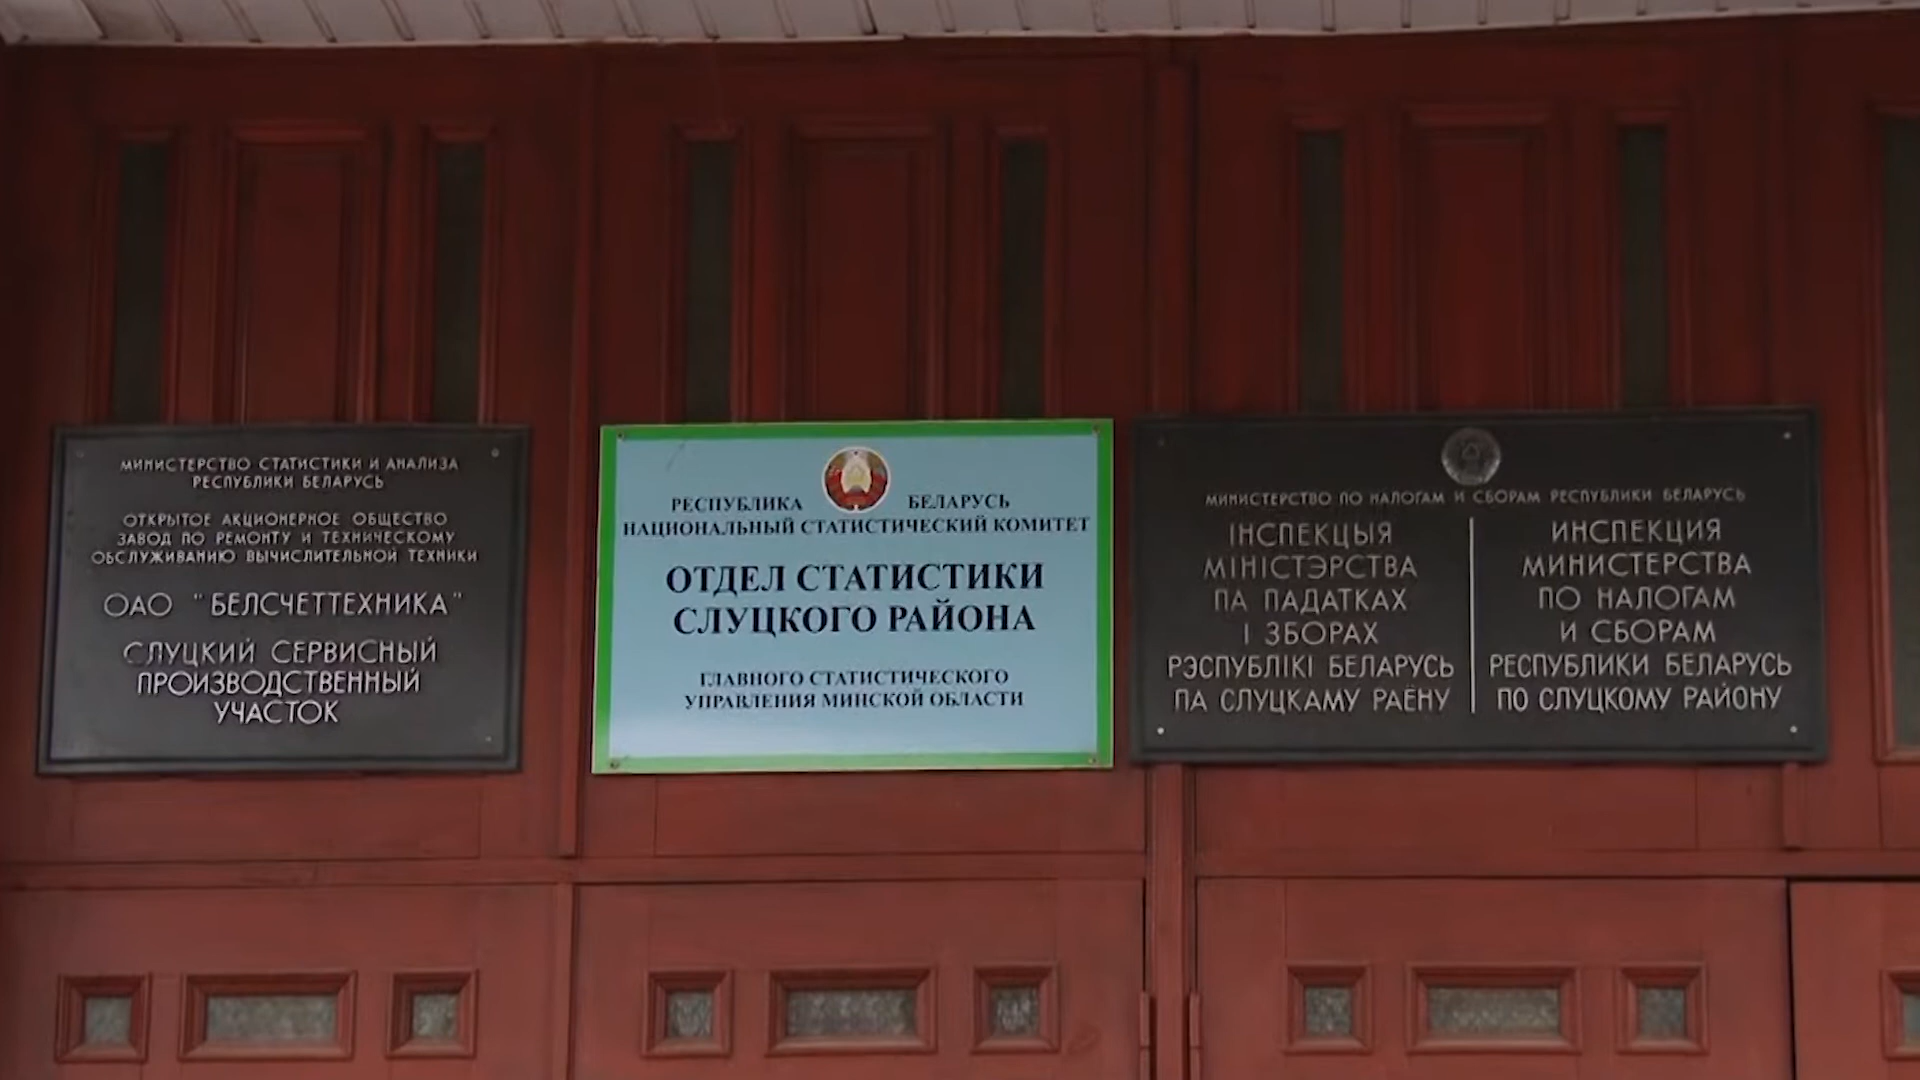 МИНИСТЕРСТВО СТАТИСТИКИ И АНАЛИЗА
РЕСПУБЛИКИ БЕЛАРУСЬ
ОТКРЫТОЕ АКЦИОНЕРНОЕ ОБЩЕСТВО
ЗАВОД ПО РЕМОНТУ И ТЕХНИЧЕСКОМУ
ОБСЛУЖИВАНИЮ ВЫЧИСЛИТЕЛЬНОЙ ТЕХНИКИ
ОАО "БЕЛСЧЕТТЕХНИКА"
СЛУЦКИЙ СЕРВИСНЫЙ
ПРОИЗВОДСТВЕННЫЙ
УЧАСТОК
РЕСПУБЛИКА БЕЛАРУСЬ
НАЦИОНАЛЬНЫЙ СТАТИСТИЧЕСКИЙ КОМИТЕТ
ОТДЕЛ СТАТИСТИКИ
СЛУЦКОГО РАЙОНА
ГЛАВНОГО СТАТИСТИЧЕСКОГО
УПРАВЛЕНИЯ МИНСКОЙ ОБЛАСТИ
МИНИСТЕРСТВО ПО НАЛОГАМ И СБОРАМ РЕСПУБЛИКИ БЕЛАРУСЬ
ІНСПЕКЦЫЯ
МІНІСТЭРСТВА
ПА ПАДАТКАХ
І ЗБОРАХ
РЭСПУБЛІКІ БЕЛАРУСЬ
ПА СЛУЦКАМУ РАЁНУ
ИНСПЕКЦИЯ
МИНИСТЕРСТВА
ПО НАЛОГАМ
И СБОРАМ
РЕСПУБЛИКИ БЕЛАРУСЬ
ПО СЛУЦКОМУ РАЙОНУ